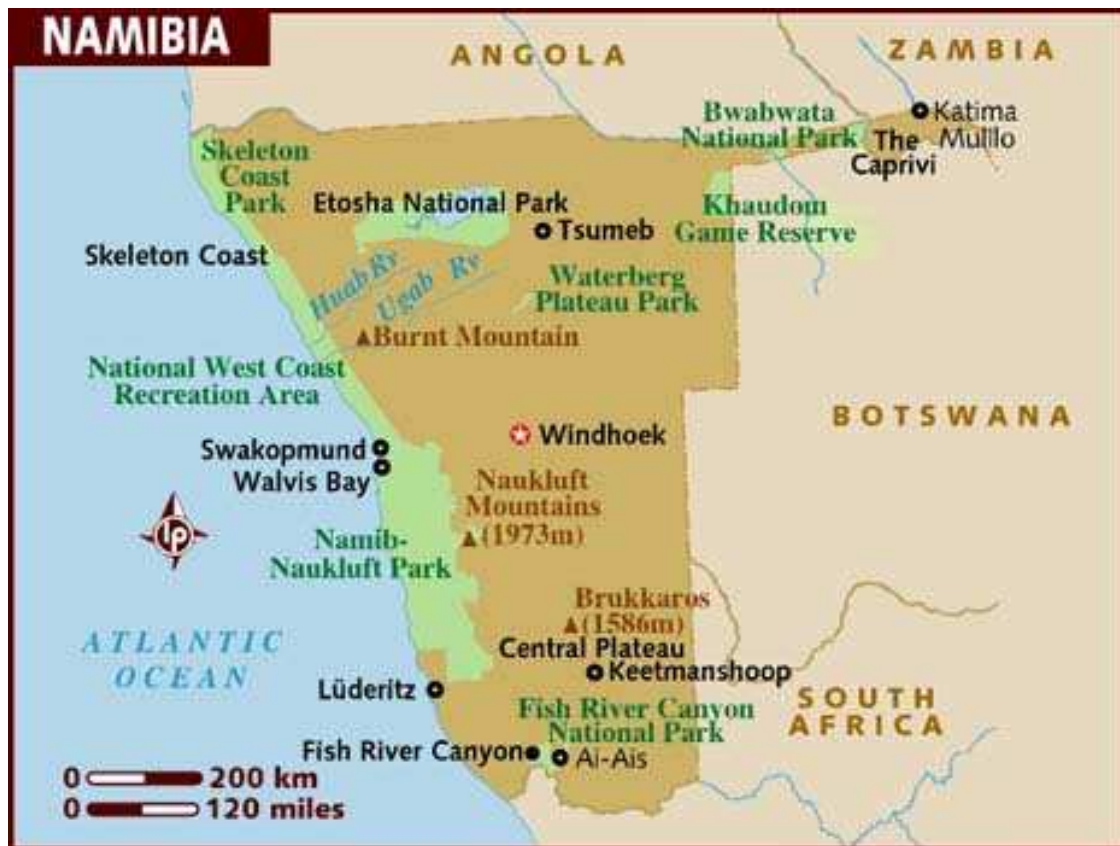 NAMIBIA
ANGOLA
ZAMBIA
Bwabwata
National Park
Katima
Mulilo
The
Caprivi
Skeleton
Coast
Park
Etosha National Park
Tsumeb
Khaudom
Game Reserve
Skeleton Coast
Huab Rv
Ugab Rv
Waterberg
Plateau Park
Burnt Mountain
National West Coast
Recreation Area
BOTSWANA
Swakopmund
Walvis Bay
Windhoek
Naukluft
Mountains
(1973m)
lp
Namib-
Naukluft Park
Brukkaros
(1586m)
Central Plateau
Keetmanshoop
ATLANTIC
OCEAN
Lüderitz
SOUTH
AFRICA
Fish River Canyon
National Park
Fish River Canyon
Ai-Ais
0 200 km
0 120 miles